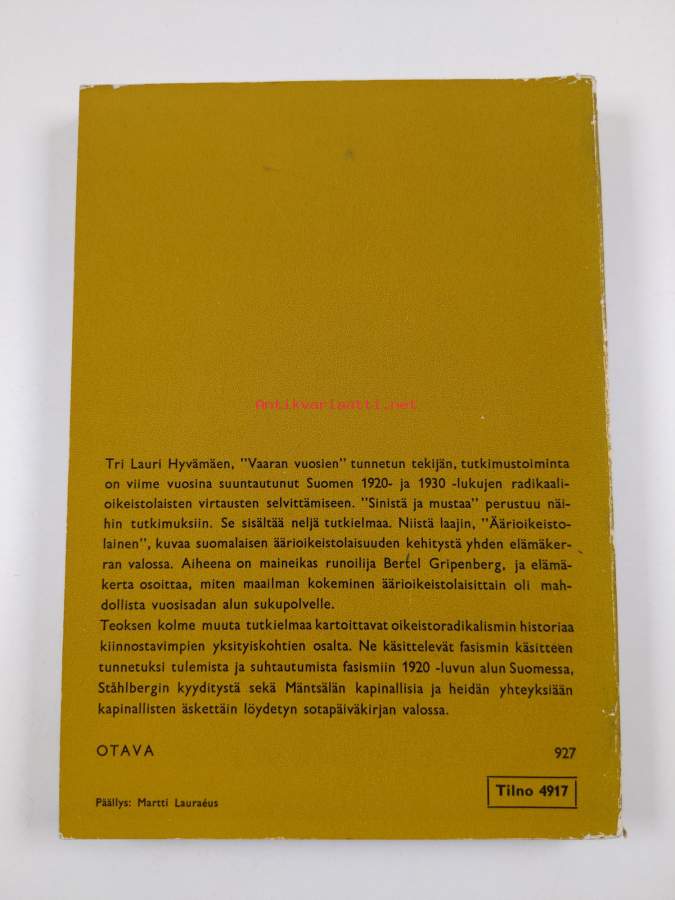 Antikvariaatti.net
Tri Lauri Hyvämäen, "Vaaran vuosien" tunnetun tekijän, tutkimustoiminta
on viime vuosina suuntautunut Suomen 1920- ja 1930 -lukujen radikaali-
oikeistolaisten virtausten selvittämiseen. "Sinistä ja mustaa" perustuu näi-
hin tutkimuksiin. Se sisältää neljä tutkielmaa. Niistä laajin, "Äärioikeisto-
lainen", kuvaa suomalaisen äärioikeistolaisuuden kehitystä yhden elämäker-
ran valossa. Aiheena on maineikas runoilija Bertel Gripenberg, ja elämä-
kerta osoittaa, miten maailman kokeminen äärioikeistolaisittain oli mah-
dollista vuosisadan alun sukupolvelle.
Teoksen kolme muuta tutkielmaa kartoittavat oikeistoradikalismin historiaa
kiinnostavimpien yksityiskohtien osalta. Ne käsittelevät fasismin käsitteen
tunnetuksi tulemista ja suhtautumista fasismiin 1920 -luvun alun Suomessa,
Ståhlbergin kyyditystä sekä Mäntsälän kapinallisia ja heidän yhteyksiään
kapinallisten äskettäin löydetyn sotapäiväkirjan valossa.
OTAVA 927
Tilno 4917
Päällys: Martti Lauraéus